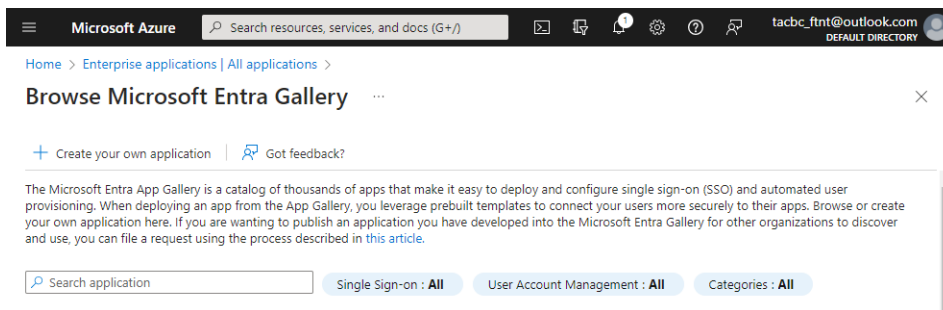 Microsoft Azure
Search resources, services, and docs (G+/)
1
tacbc_ftnt@outlook.com
DEFAULT DIRECTORY
Home > Enterprise applications | All applications >
Browse Microsoft Entra Gallery ...
Create your own application
Got feedback?
The Microsoft Entra App Gallery is a catalog of thousands of apps that make it easy to deploy and configure single sign-on (SSO) and automated user
provisioning. When deploying an app from the App Gallery, you leverage prebuilt templates to connect your users more securely to their apps. Browse or create
your own application here. If you are wanting to publish an application you have developed into the Microsoft Entra Gallery for other organizations to discover
and use, you can file a request using the process described in this article.
Search application
Single Sign-on : All
User Account Management : All
Categories : All